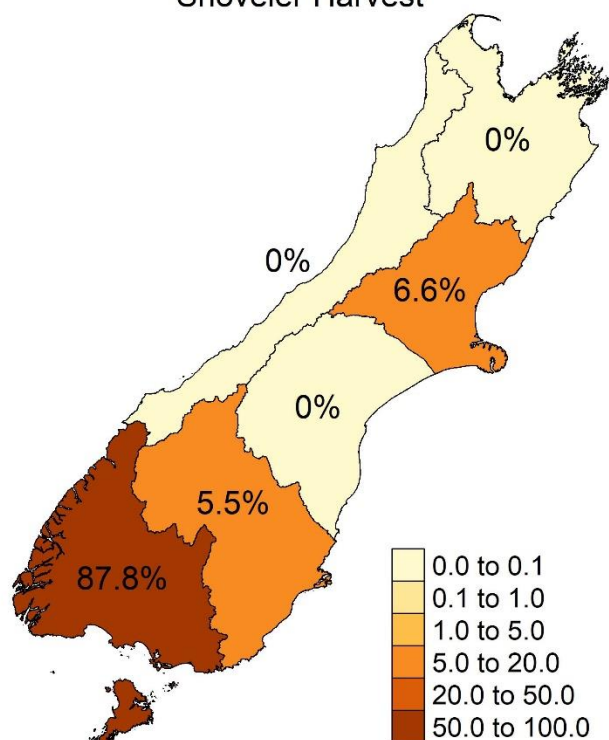 Shoveler Harvest
0%
0%
6.6%
0%
5.5%
87.8%
0.0 to 0.1
0.1 to 1.0
1.0 to 5.0
5.0 to 20.0
20.0 to 50.0
50.0 to 100.0